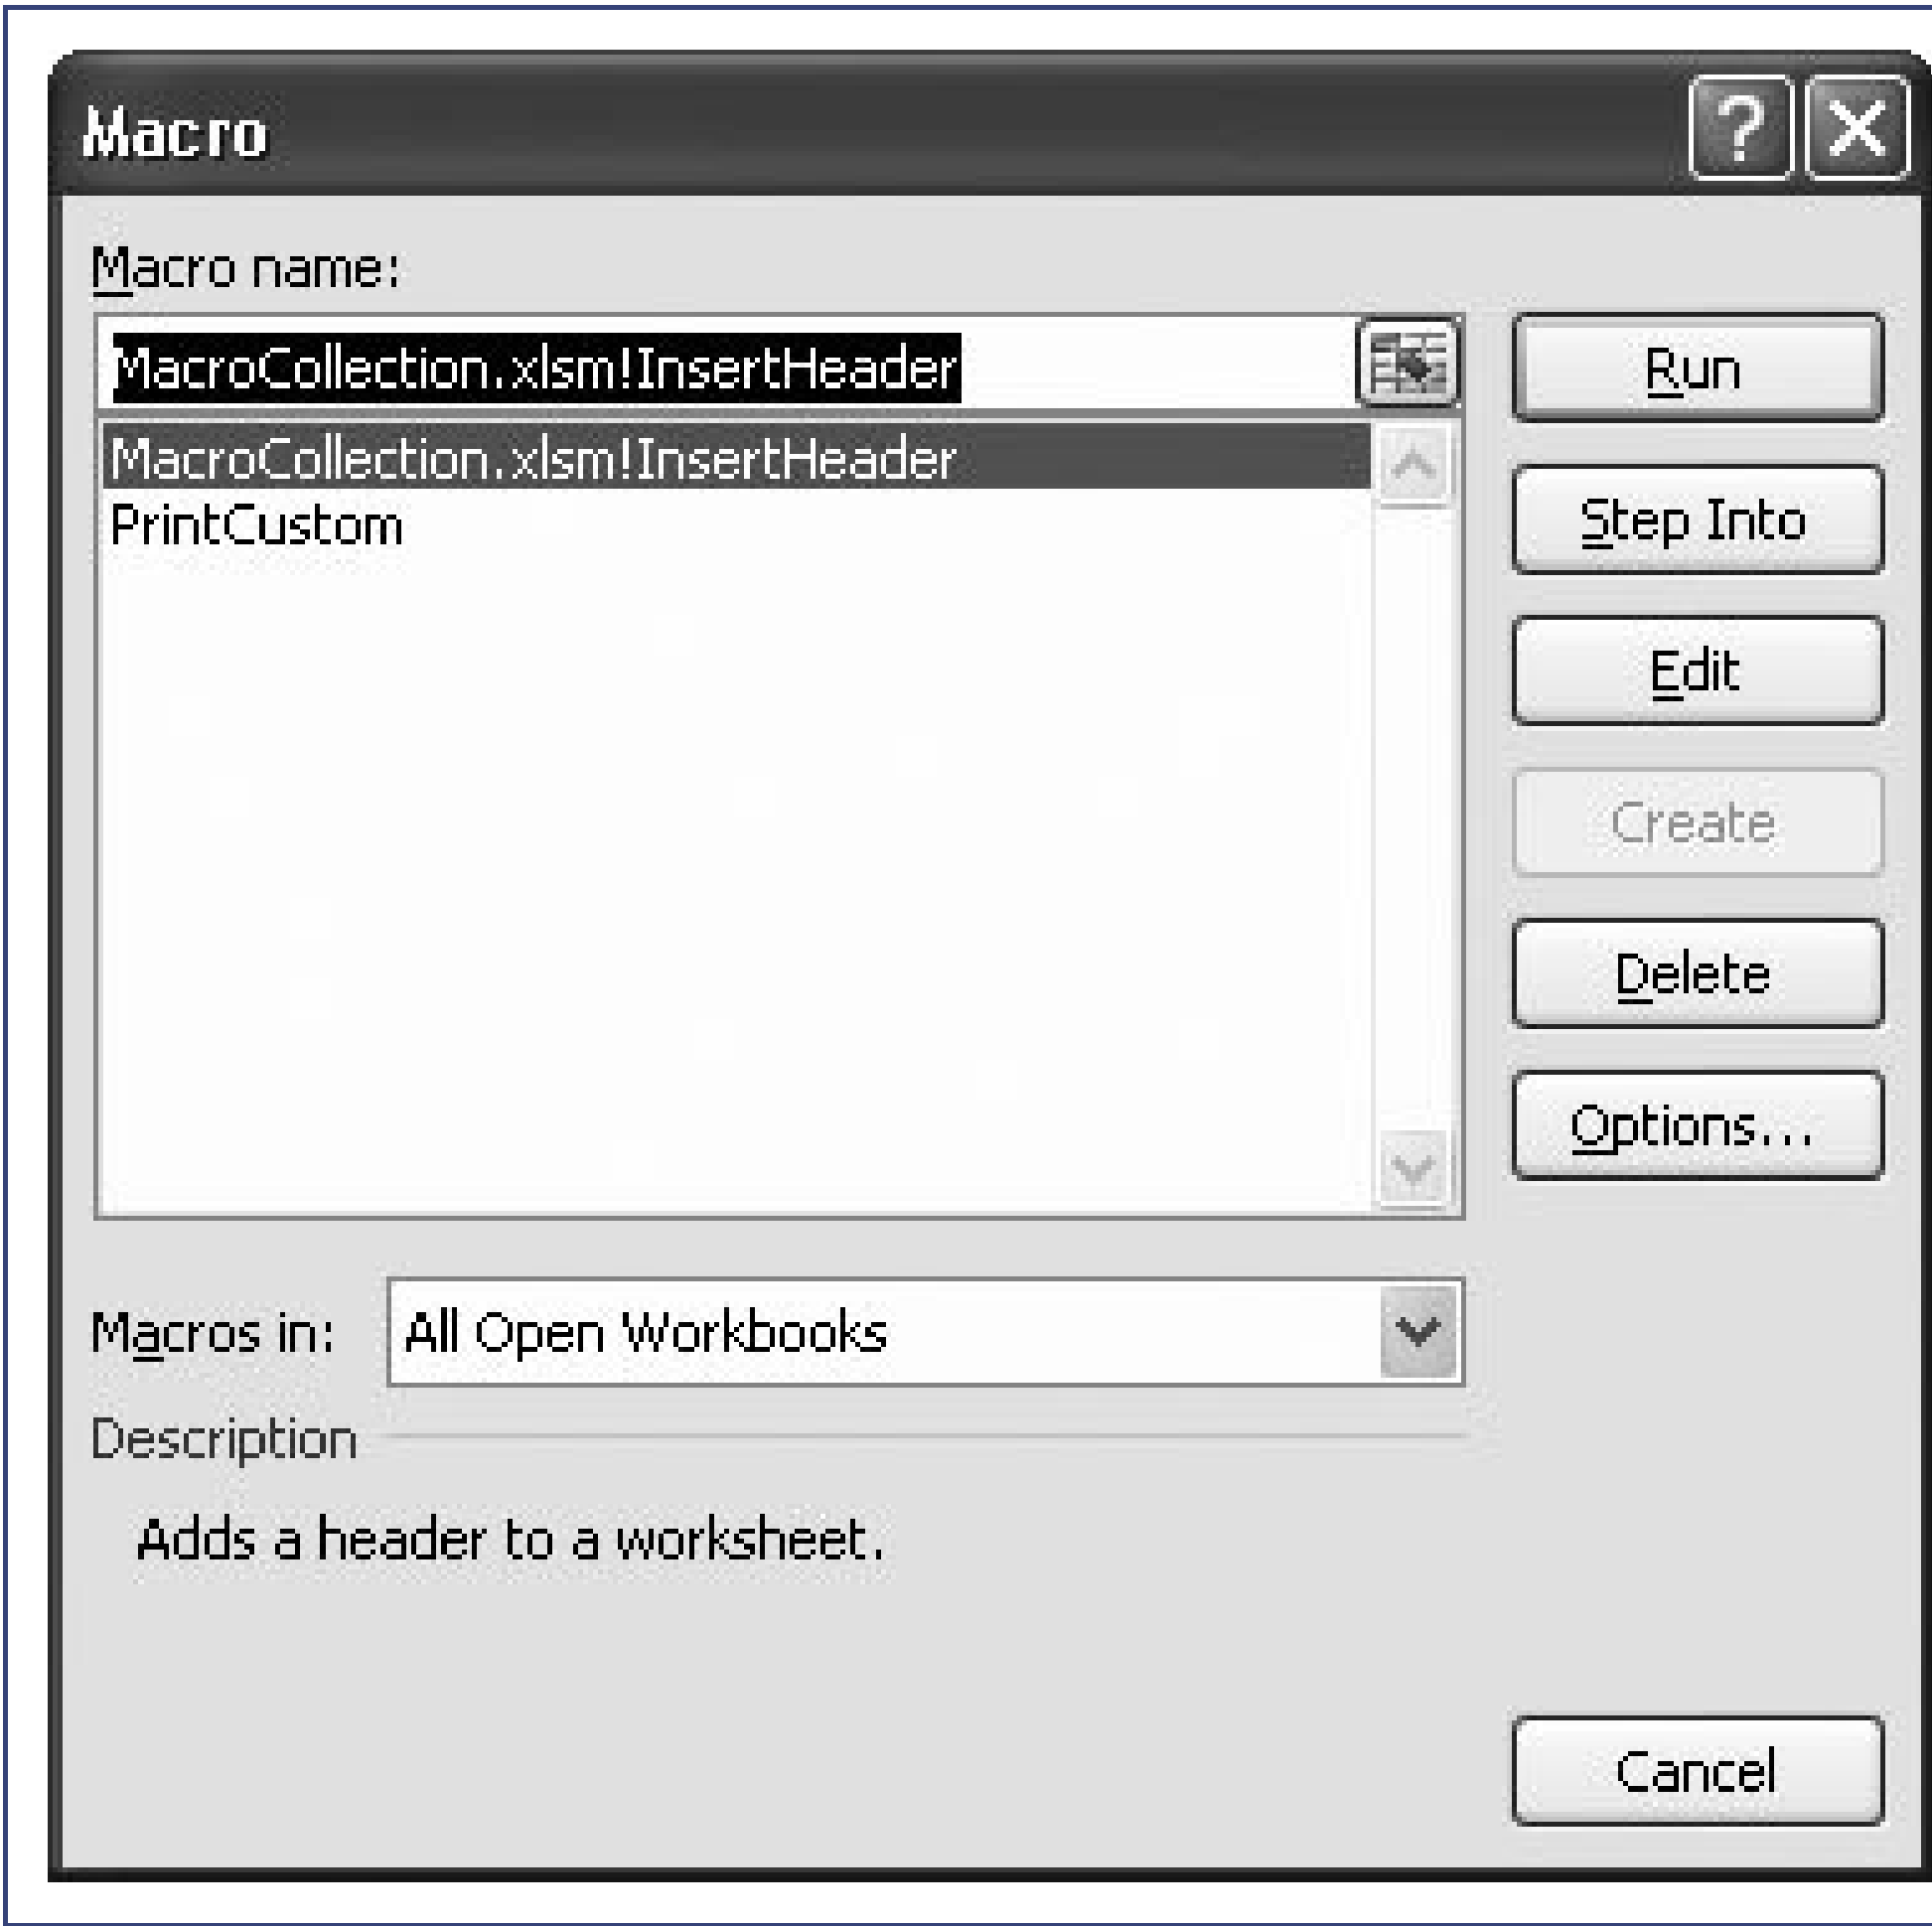 Macro
Macro name:
MacroCollection.xlsm!InsertHeader
MacroCollection.xlsm!InsertHeader
PrintCustom
Run
Step Into
Edit
Create
Delete
Options...
Macros in: All Open Workbooks
Description
Adds a header to a worksheet.
Cancel